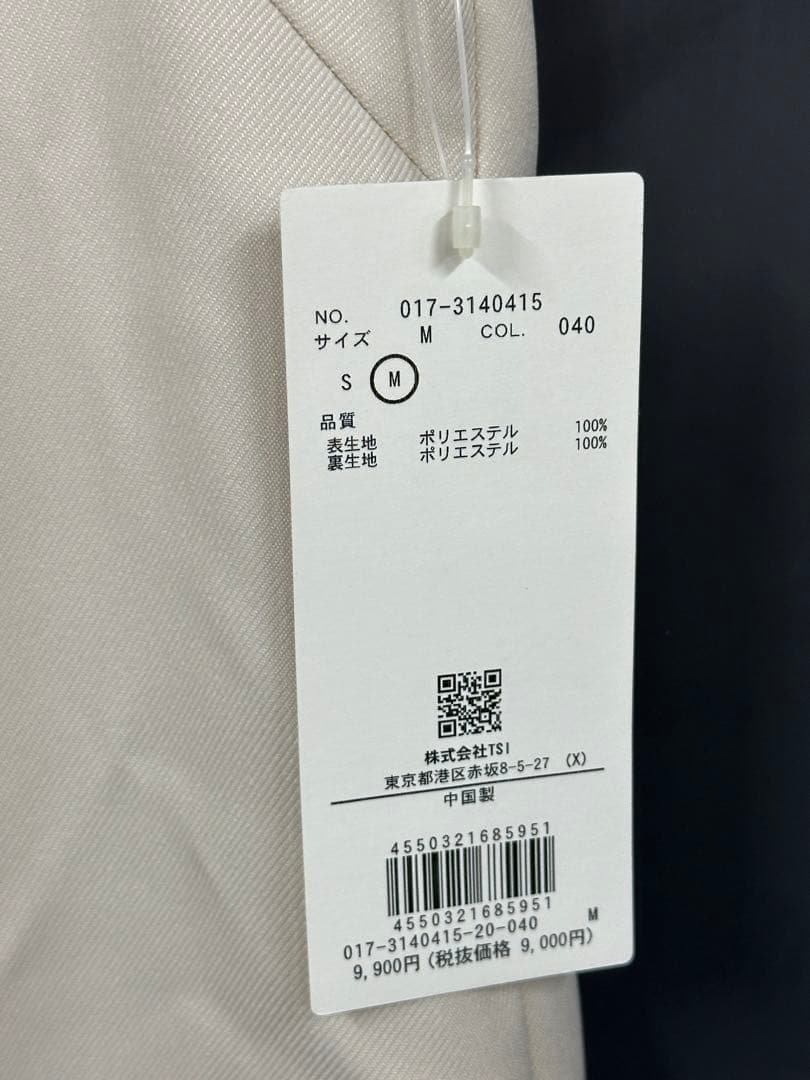 NO. 017-3140415
サイズ M COL. 040
S M
品質
表生地 ポリエステル 100%
裏生地 ポリエステル 100%
株式会社TSI
東京都港区赤坂8-5-27 (X)
中国製
4550321685951
4550321685951
017-3140415-20-040 M
9,900円(税抜価格 9,000円)